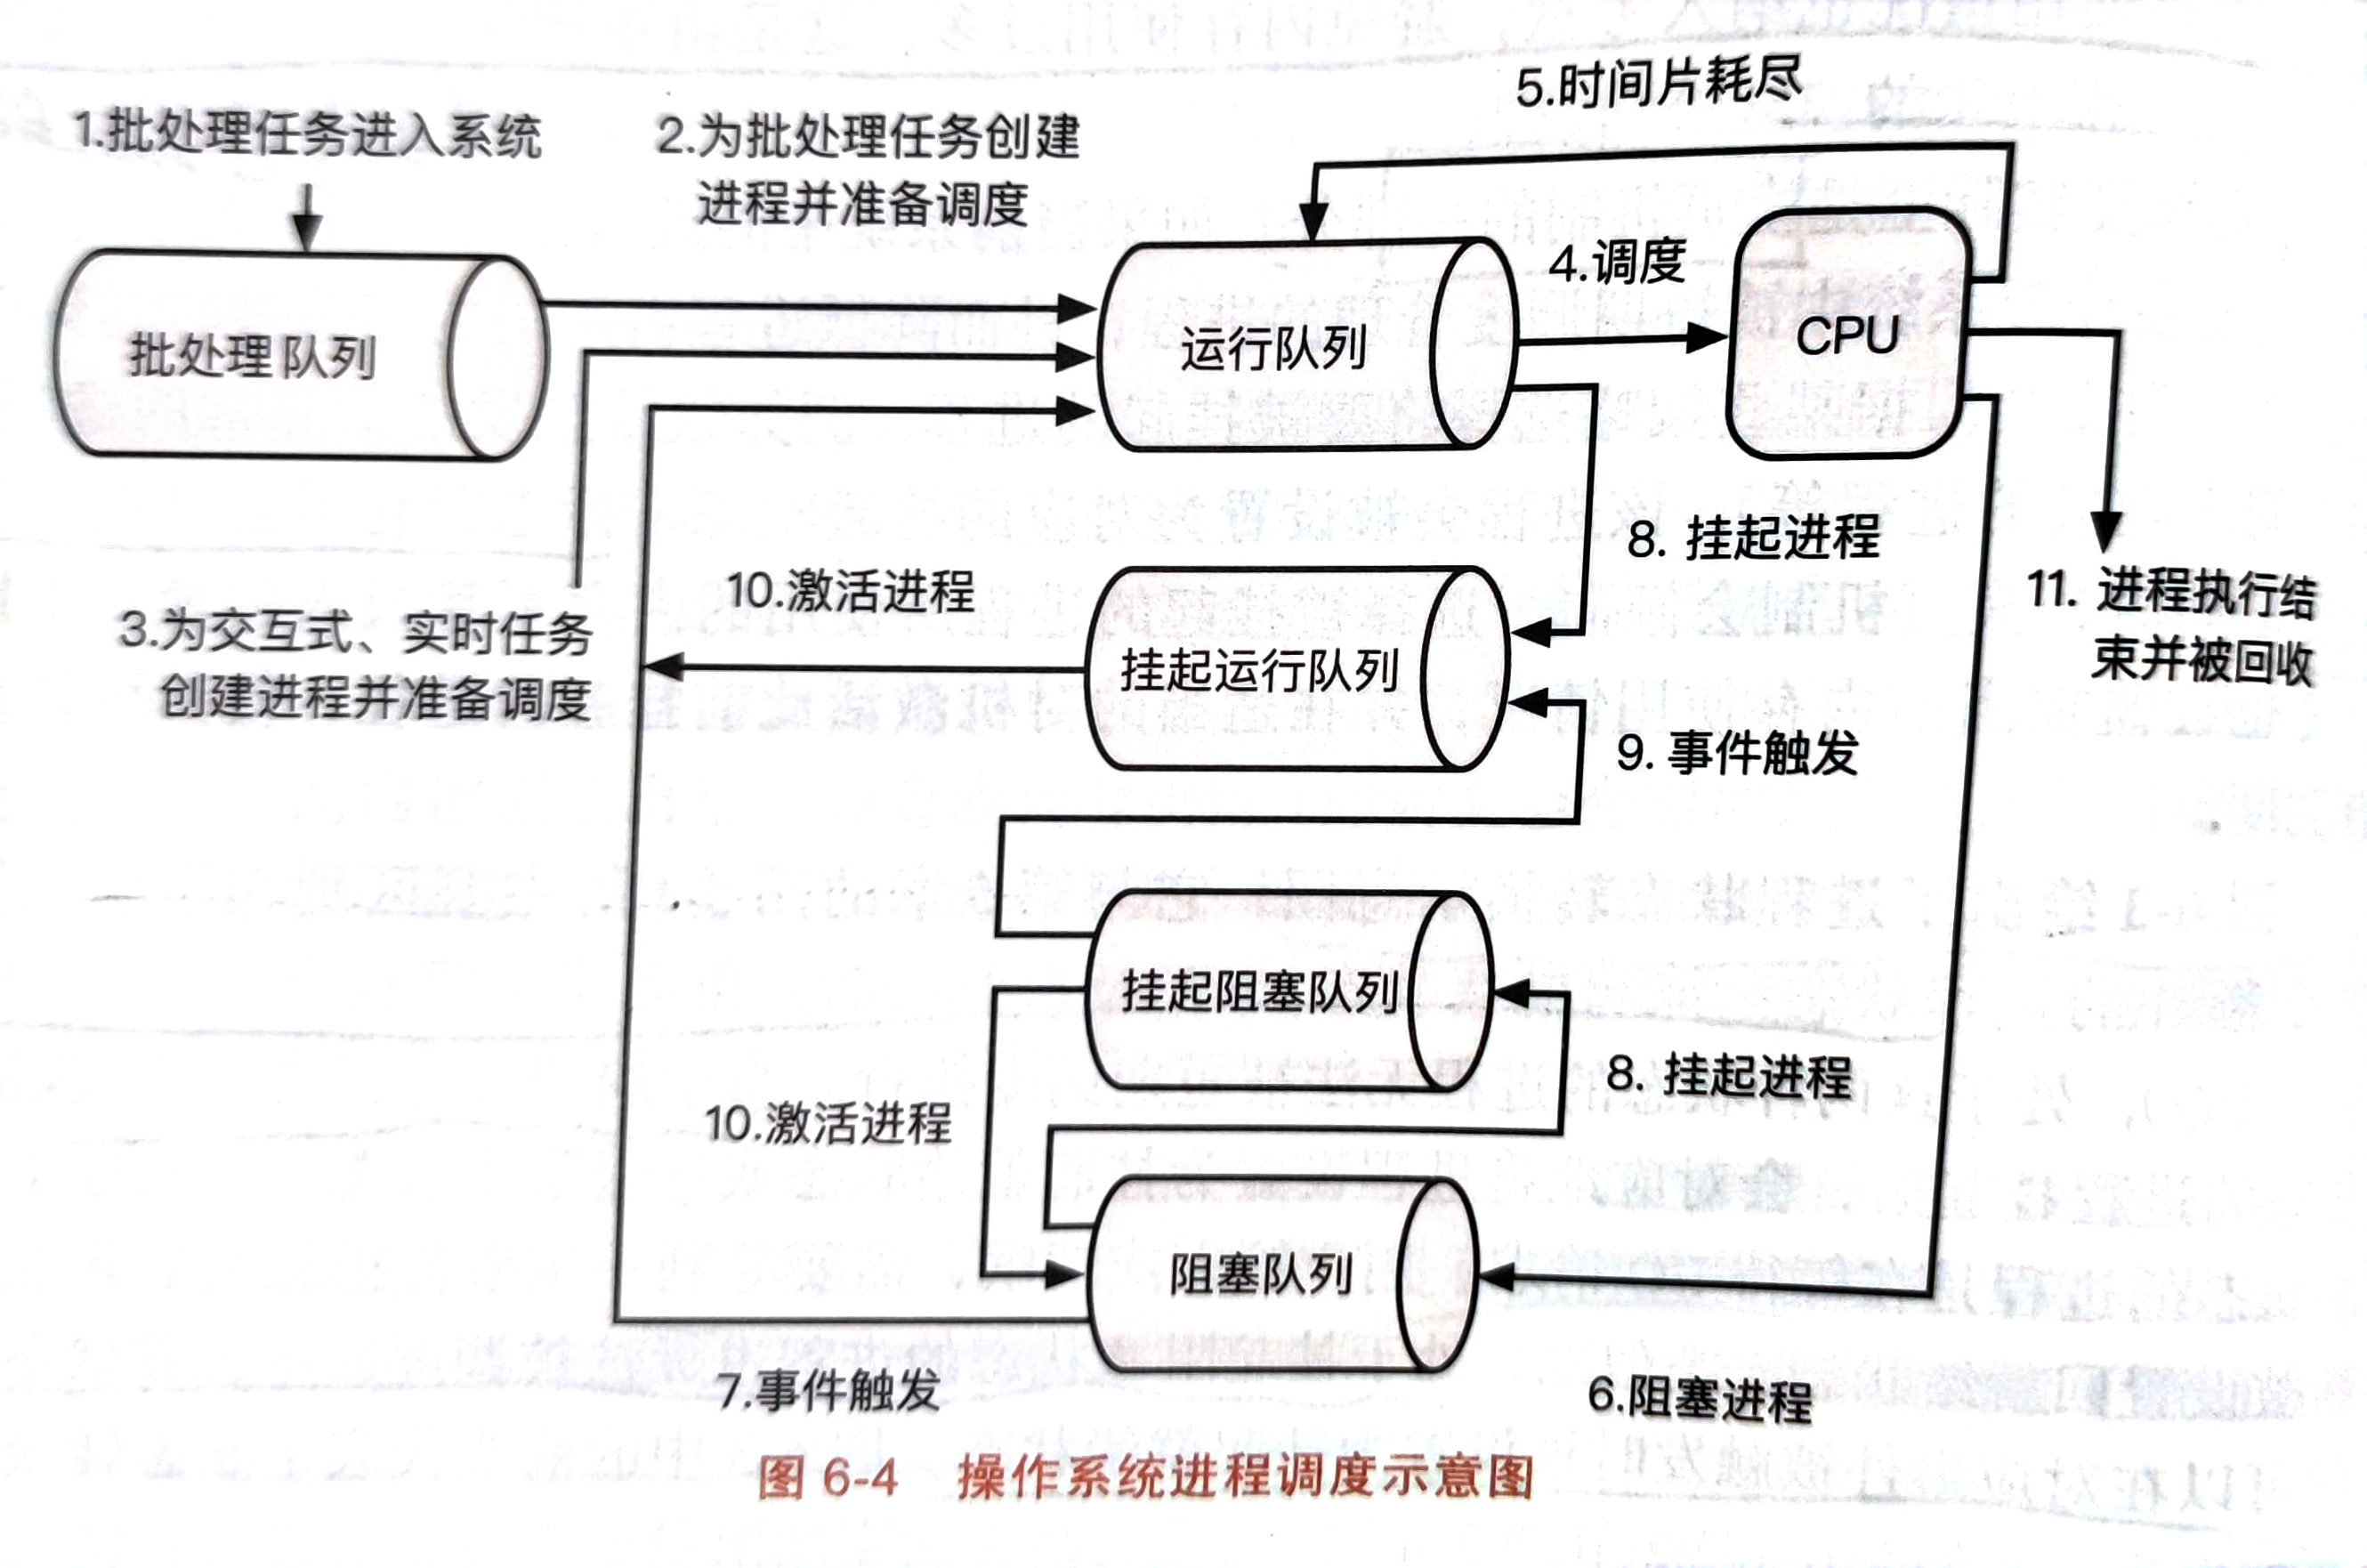 5.时间片耗尽
1.批处理任务进入系统
2.为批处理任务创建
进程并准备调度
4.调度
批处理队列
运行队列
CPU
8. 挂起进程
10.激活进程
11. 进程执行结
束并被回收
3.为交互式、实时任务
创建进程并准备调度
挂起运行队列
9. 事件触发
挂起阻塞队列
8. 挂起进程
10.激活进程
阻塞队列
7.事件触发
6.阻塞进程
图 6-4 操作系统进程调度示意图